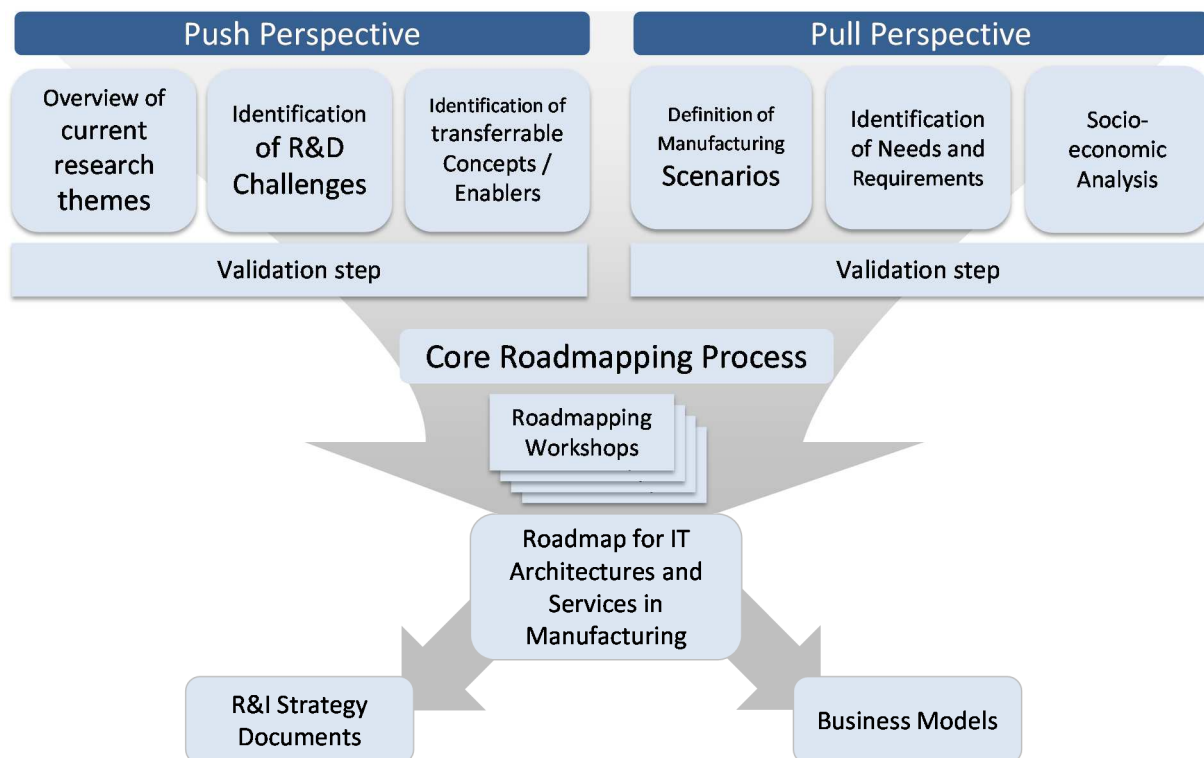 Push Perspective
Pull Perspective
Overview of
current
research
themes
Identification
of R&D
Challenges
Identification of
transferrable
Concepts /
Enablers
Definition of
Manufacturing
Scenarios
Identification
of Needs and
Requirements
Socio-
economic
Analysis
Validation step
Validation step
Core Roadmapping Process
Roadmapping
Workshops
Roadmap for IT
Architectures and
Services in
Manufacturing
R&I Strategy
Documents
Business Models